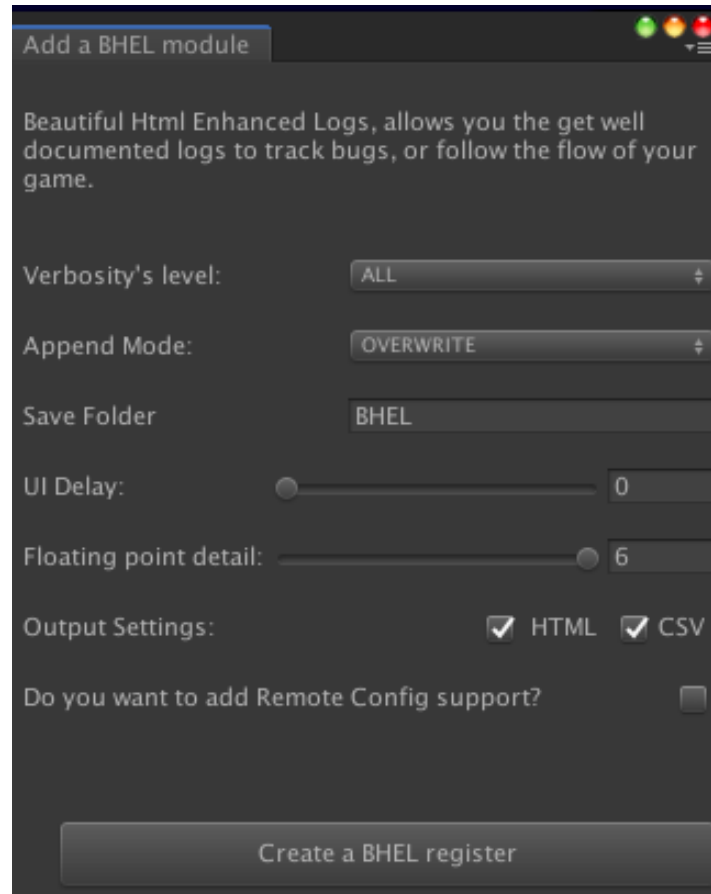 Add a BHEL module
Beautiful Html Enhanced Logs, allows you the get well
documented logs to track bugs, or follow the flow of your
game.
Verbosity's level: ALL
Append Mode: OVERWRITE
Save Folder BHEL
UI Delay: 0
Floating point detail: 6
Output Settings: HTML CSV
Do you want to add Remote Config support?
Create a BHEL register